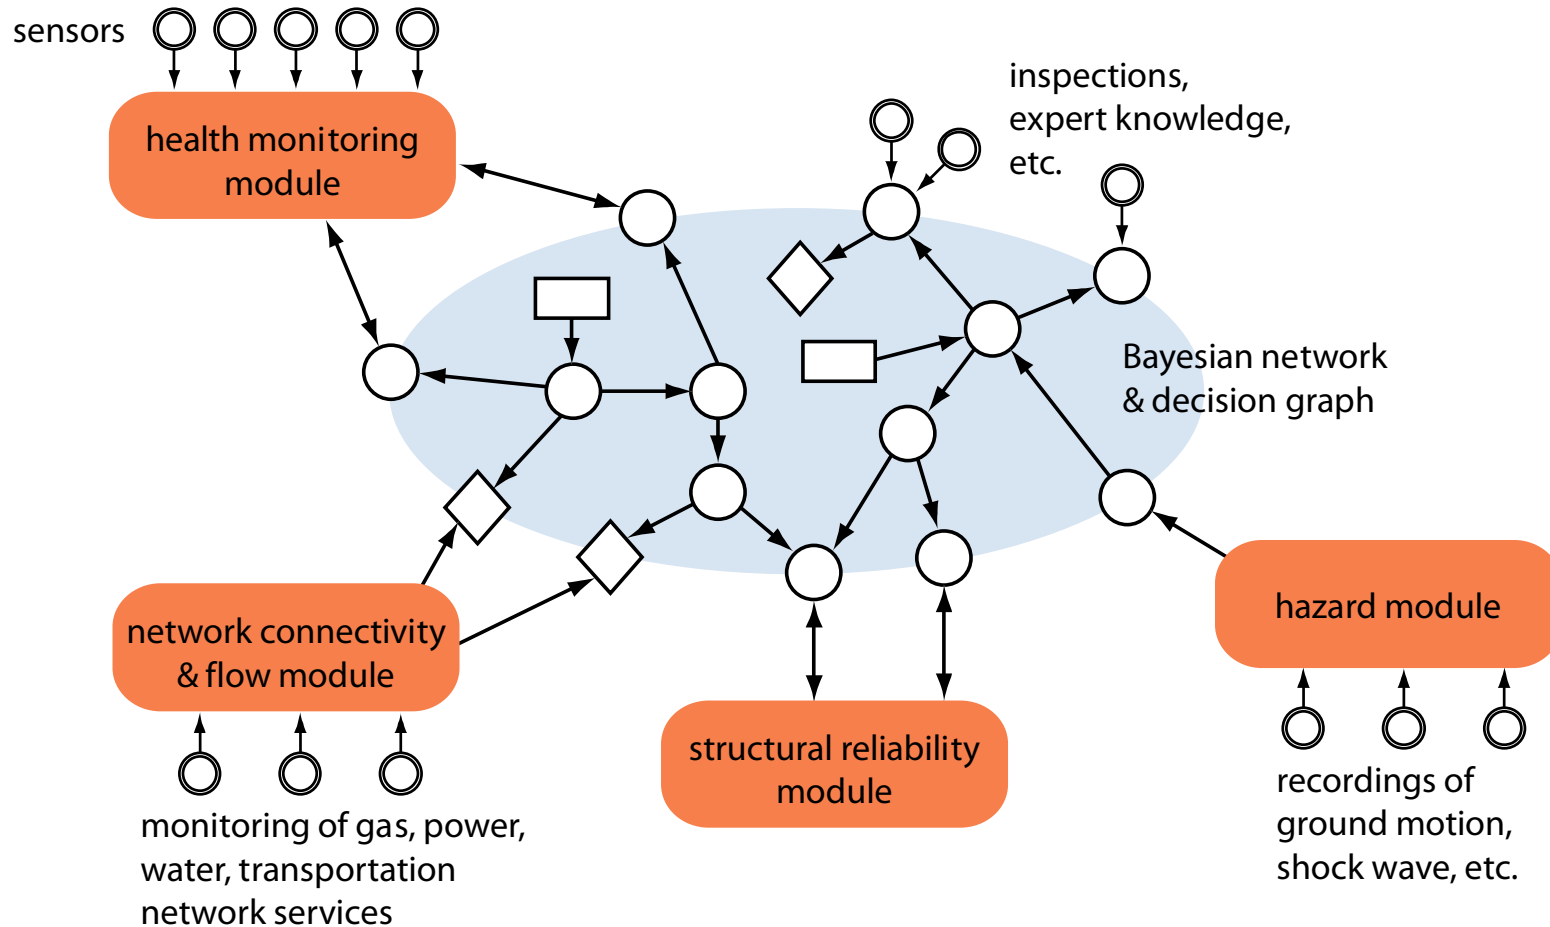 sensors
health monitoring
module
inspections,
expert knowledge,
etc.
Bayesian network
& decision graph
network connectivity
& flow module
hazard module
structural reliability
module
monitoring of gas, power,
water, transportation
network services
recordings of
ground motion,
shock wave, etc.